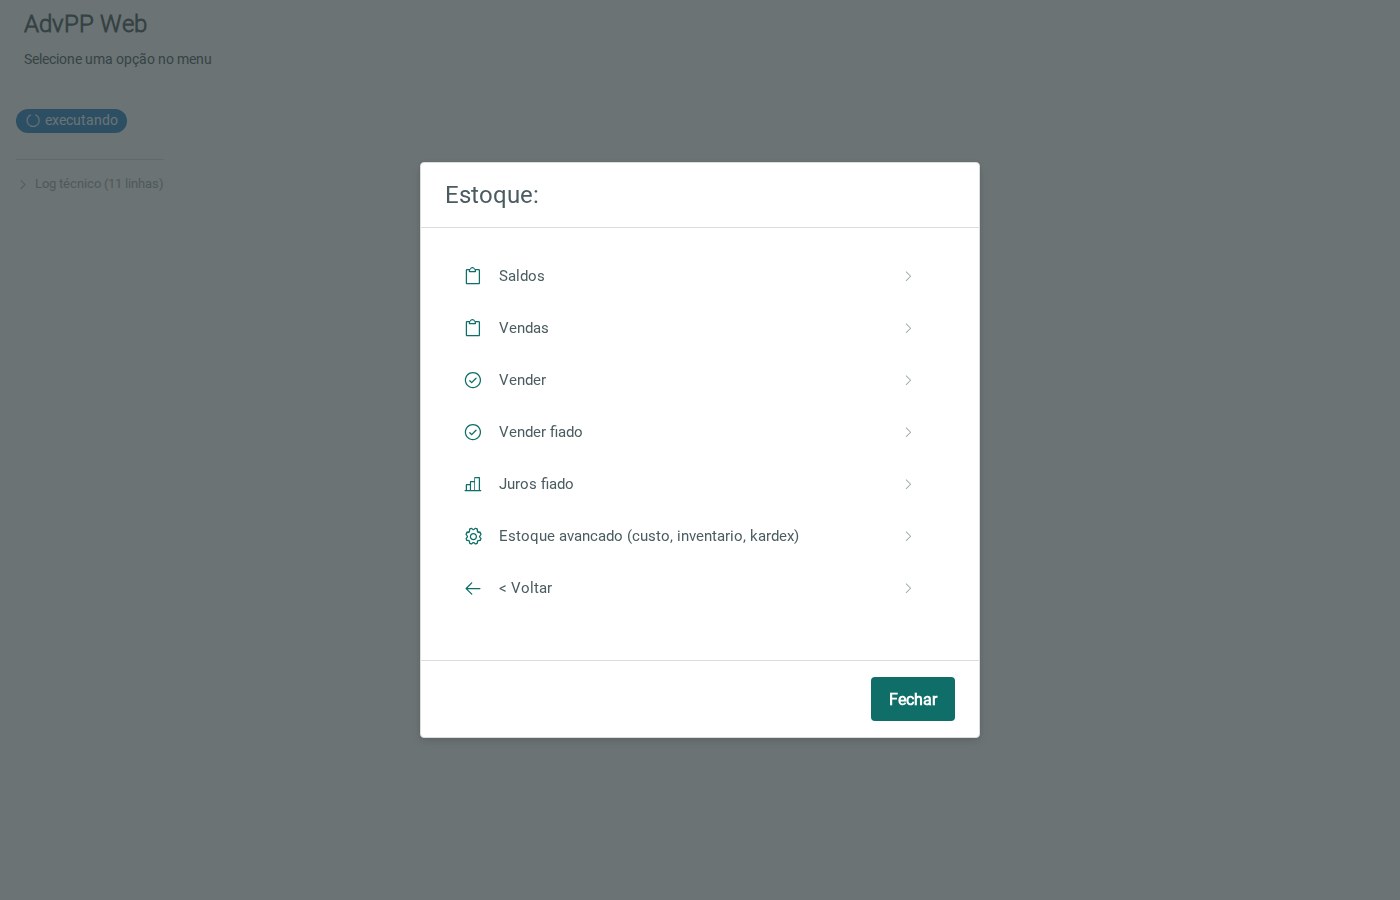 AdvPP Web
Selecione uma opção no menu
executando
Log técnico (11 linhas)
Estoque:
Saldos
Vendas
Vender
Vender fiado
Juros fiado
Estoque avancado (custo, inventario, kardex)
< Voltar
Fechar